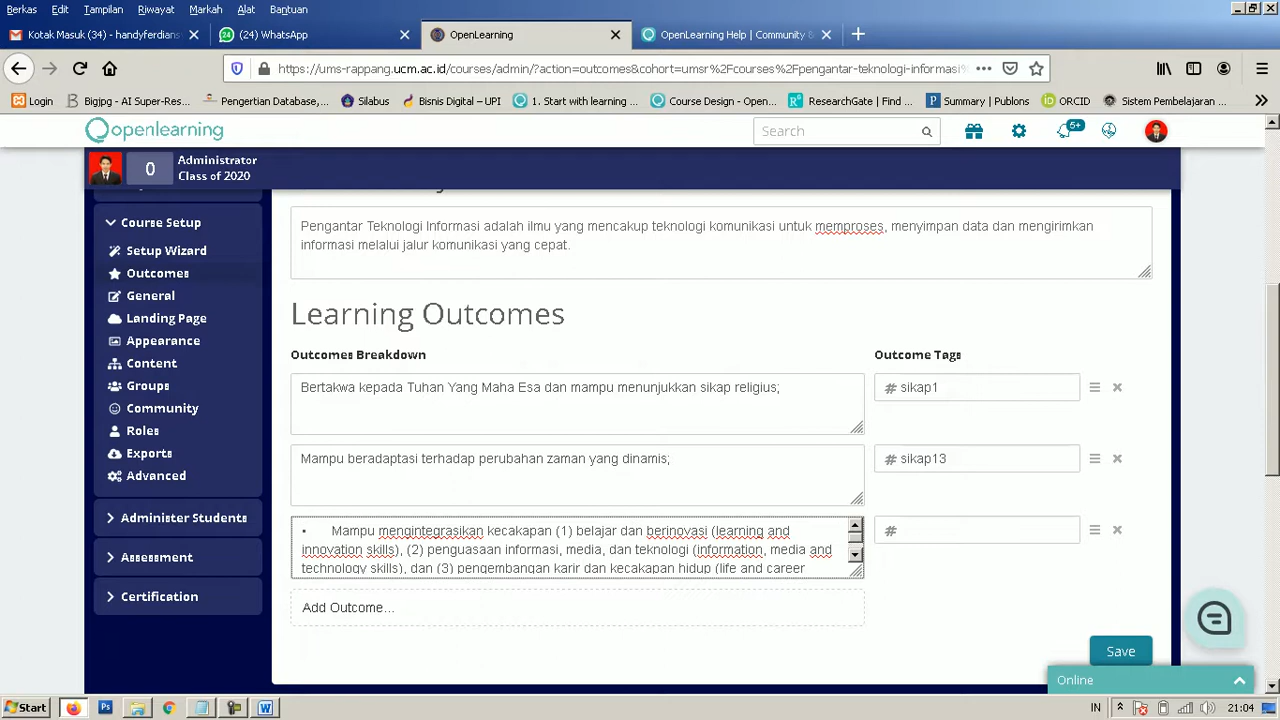 Berkas Edit Tampilan Riwayat Markah Alat Bantuan
Kotak Masuk (34) - handyferdians
(24) WhatsApp
OpenLearning
OpenLearning Help | Community &
https://ums-rappang.ucm.ac.id/courses/admin/?action=outcomes&cohort=umsr%2Fcourses%2Fpengantar-teknologi-informasi%
Login
Bigjpg - AI Super-Res...
Pengertian Database,...
Silabus
Bisnis Digital – UPI
1. Start with learning ...
Course Design - Open...
ResearchGate | Find ...
Summary | Publons
ORCID
Sistem Pembelajaran ...
openlearning
Search
5+
0
Administrator
Class of 2020
Course Setup
Setup Wizard
Outcomes
General
Landing Page
Appearance
Content
Groups
Community
Roles
Exports
Advanced
Administer Students
Assessment
Certification
Pengantar Teknologi Informasi adalah ilmu yang mencakup teknologi komunikasi untuk memproses, menyimpan data dan mengirimkan
informasi melalui jalur komunikasi yang cepat.
Learning Outcomes
Outcomes Breakdown
Outcome Tags
Bertakwa kepada Tuhan Yang Maha Esa dan mampu menunjukkan sikap religius;
# sikap1
Mampu beradaptasi terhadap perubahan zaman yang dinamis;
# sikap13
• Mampu mengintegrasikan kecakapan (1) belajar dan berinovasi (learning and
innovation skills), (2) penguasaan informasi, media, dan teknologi (information, media and
technology skills), dan (3) pengembangan karir dan kecakapan hidup (life and career
#
Add Outcome...
Save
Online
Start
IN
21:04